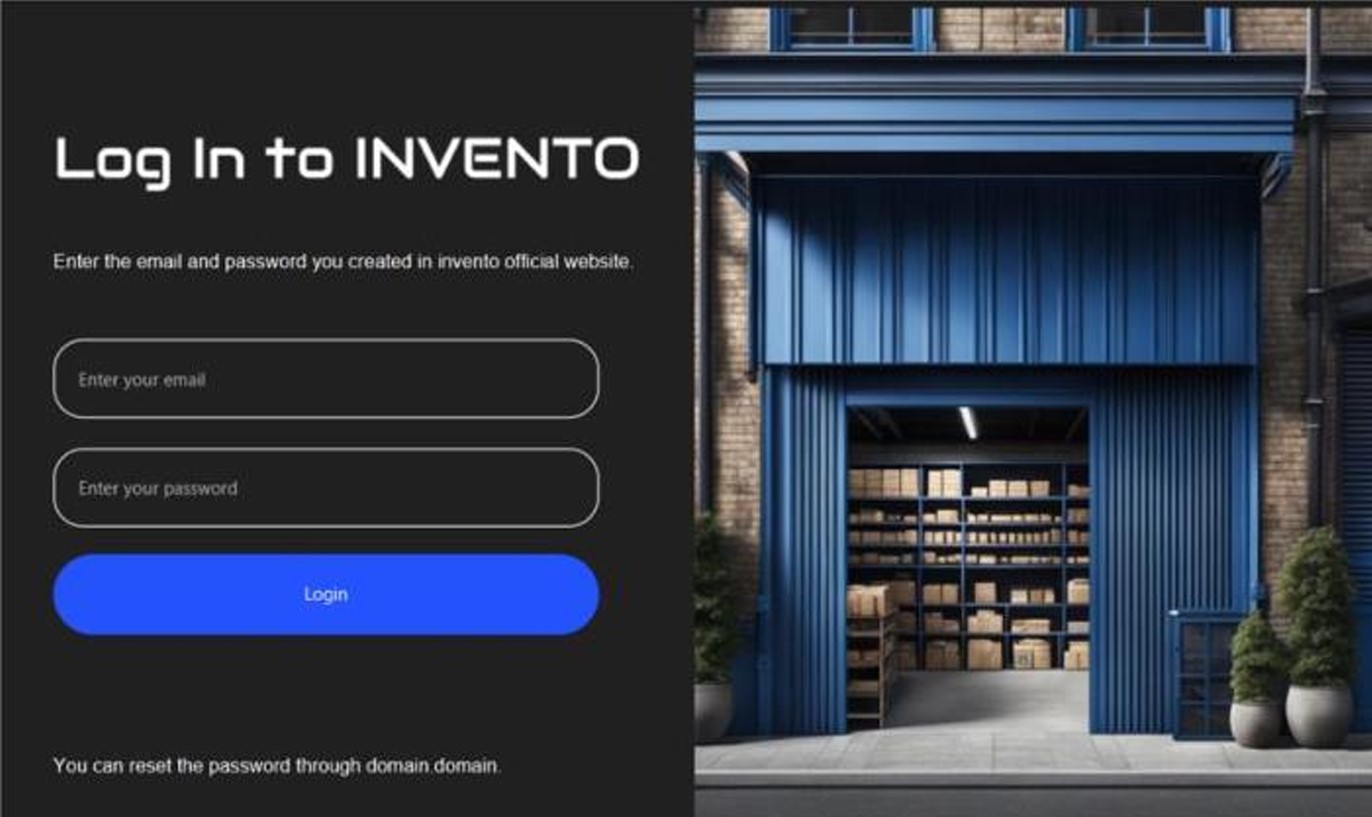 Log In to INVENTO
Enter the email and password you created in invento official website.
Enter your email
Enter your password
Login
You can reset the password through domain.domain.